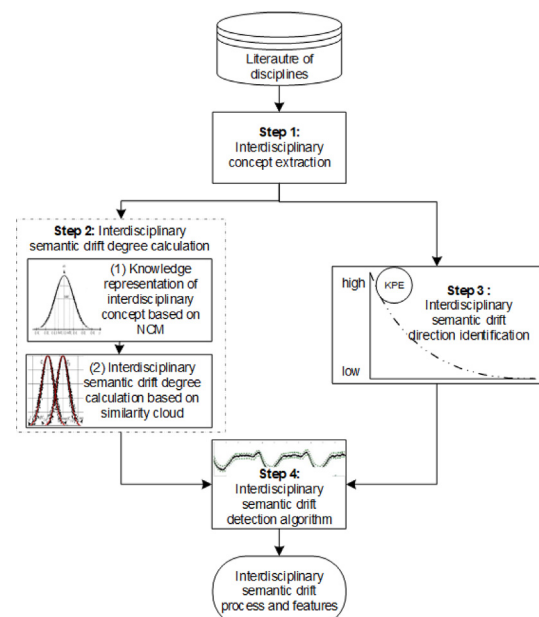 Literautre of
disciplines
Step 1:
Interdisciplinary
concept extraction
Step 2: Interdisciplinary
semantic drift degree calculation
(1) Knowledge
representation of
interdisciplinary
concept based on
NCM
(2) Interdisciplinary
semantic drift degree
calculation based on
similarity cloud
high
KPE
low
Step 3 :
Interdisciplinary
semantic drift
direction identification
Step 4:
Interdisciplinary
semantic drift
detection algorithm
Interdisciplinary
semantic drift
process and features